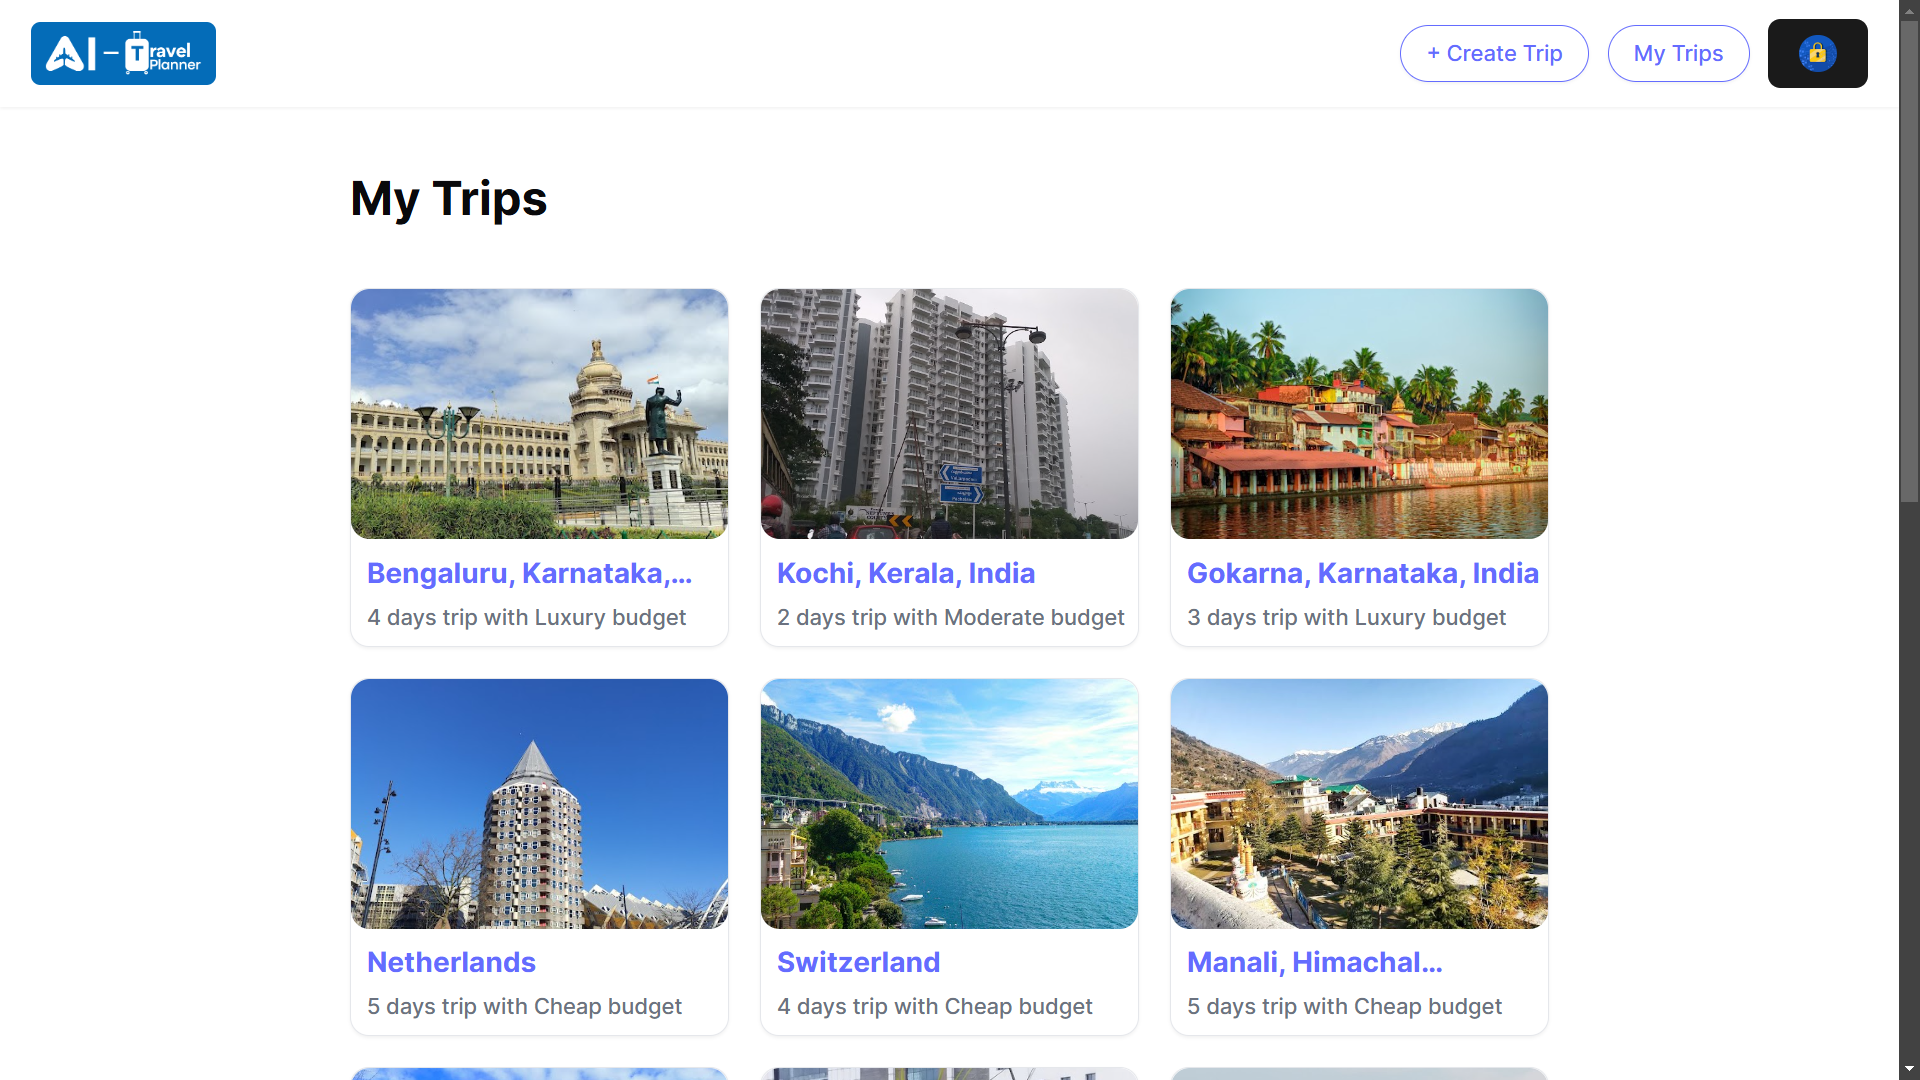 AI - Travel Planner
+ Create Trip
My Trips
My Trips
Bengaluru, Karnataka,...
4 days trip with Luxury budget
Kochi, Kerala, India
2 days trip with Moderate budget
Gokarna, Karnataka, India
3 days trip with Luxury budget
Netherlands
5 days trip with Cheap budget
Switzerland
4 days trip with Cheap budget
Manali, Himachal...
5 days trip with Cheap budget